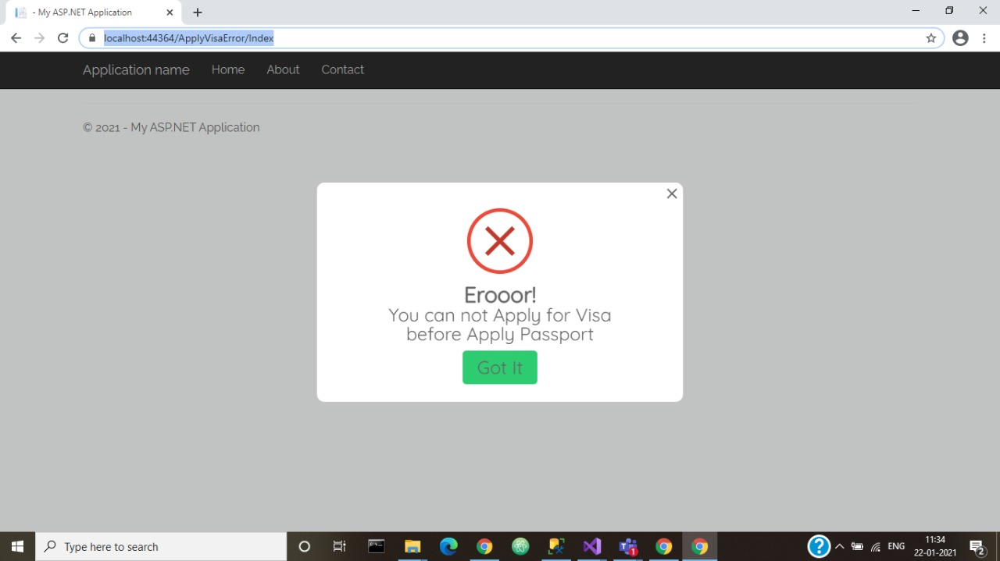 - My ASP.NET Application
localhost:44364/ApplyVisaError/Index
Application name Home About Contact
© 2021 - My ASP.NET Application
Erooor!
You can not Apply for Visa
before Apply Passport
Got It
Type here to search
1
?
ENG
11:34
22-01-2021
2